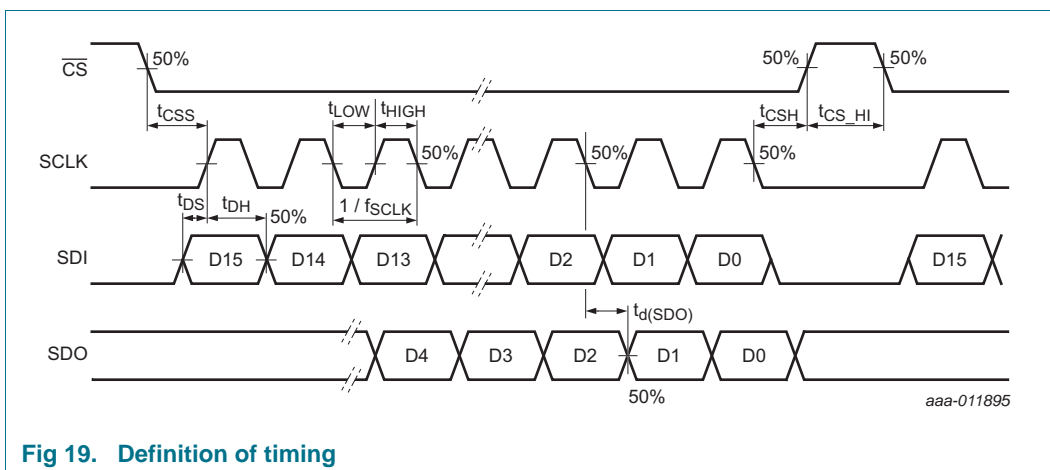 CS 50% 50% 50%
tCSS tLOW tHIGH tCSH tCS_HI
SCLK 50% 50% 50%
tDS tDH 50% 1 / fSCLK
SDI D15 D14 D13 D2 D1 D0 D15
td(SDO)
SDO D4 D3 D2 D1 D0
50%
aaa-011895
Fig 19. Definition of timing